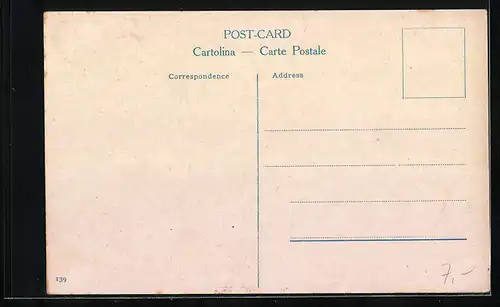 POST-CARD
Cartolina — Carte Postale
Correspondence
Address
139
7,-